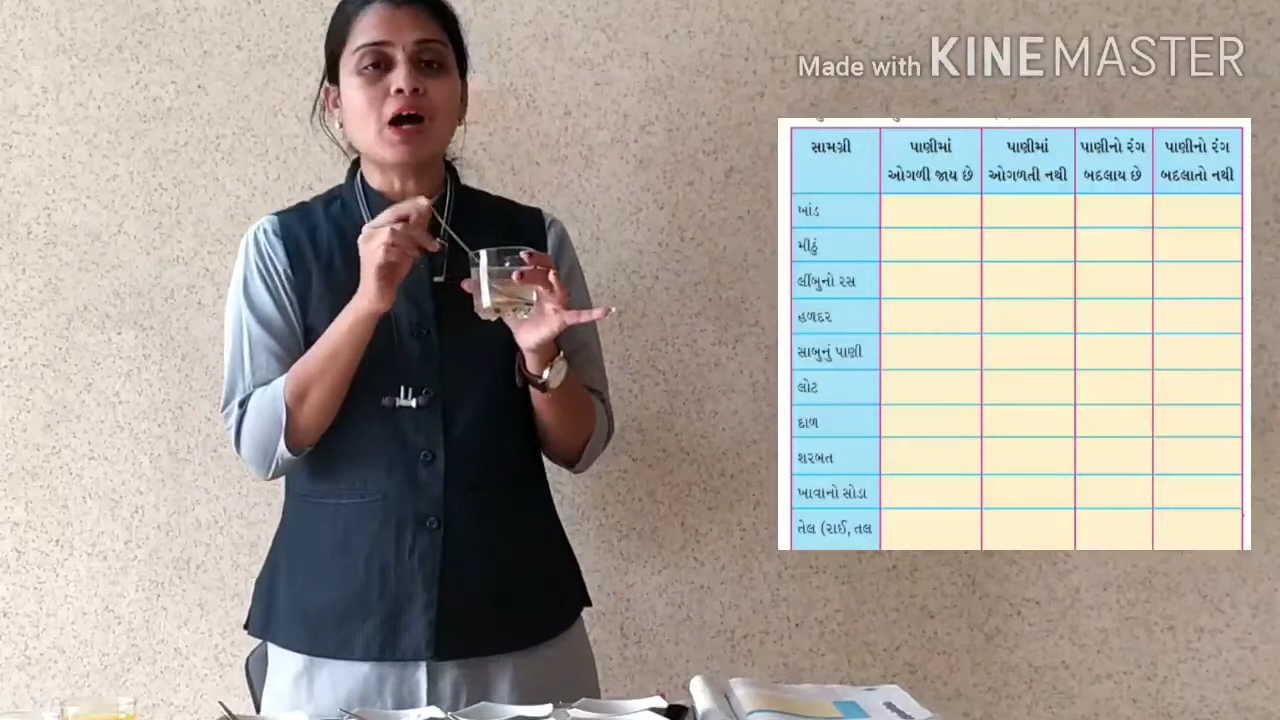 Made with KINEMASTER
સામગ્રી પાણીમાં ઓગળી જાય છે પાણીમાં ઓગળતી નથી પાણીનો રંગ બદલાય છે પાણીનો રંગ બદલાતો નથી
ખાંડ
મીઠું
લીંબુનો રસ
હળદર
સાબુનું પાણી
લોટ
દાળ
શરબત
ખાવાનો સોડા
તેલ (રાઈ, તલ